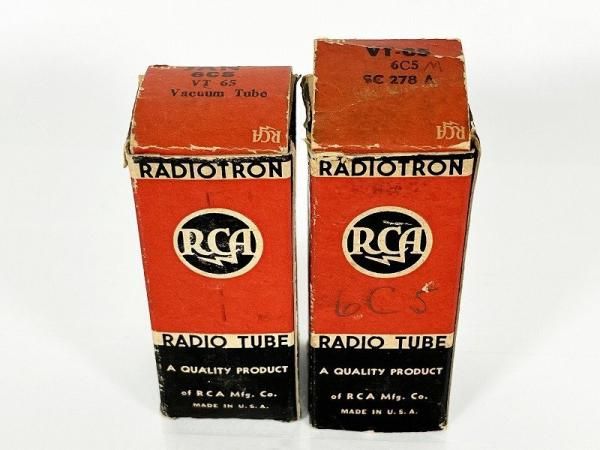 6C5
VT 65
Vacuum Tube
RCA
RADIOTRON
RCA
RADIO TUBE
A QUALITY PRODUCT
of RCA Mfg. Co.
MADE IN U.S.A.
VT-65
6C5 M
SC 278 A
RCA
RADIOTRON
RCA
6C5
RADIO TUBE
A QUALITY PRODUCT
of RCA Mfg. Co.
MADE IN U.S.A.